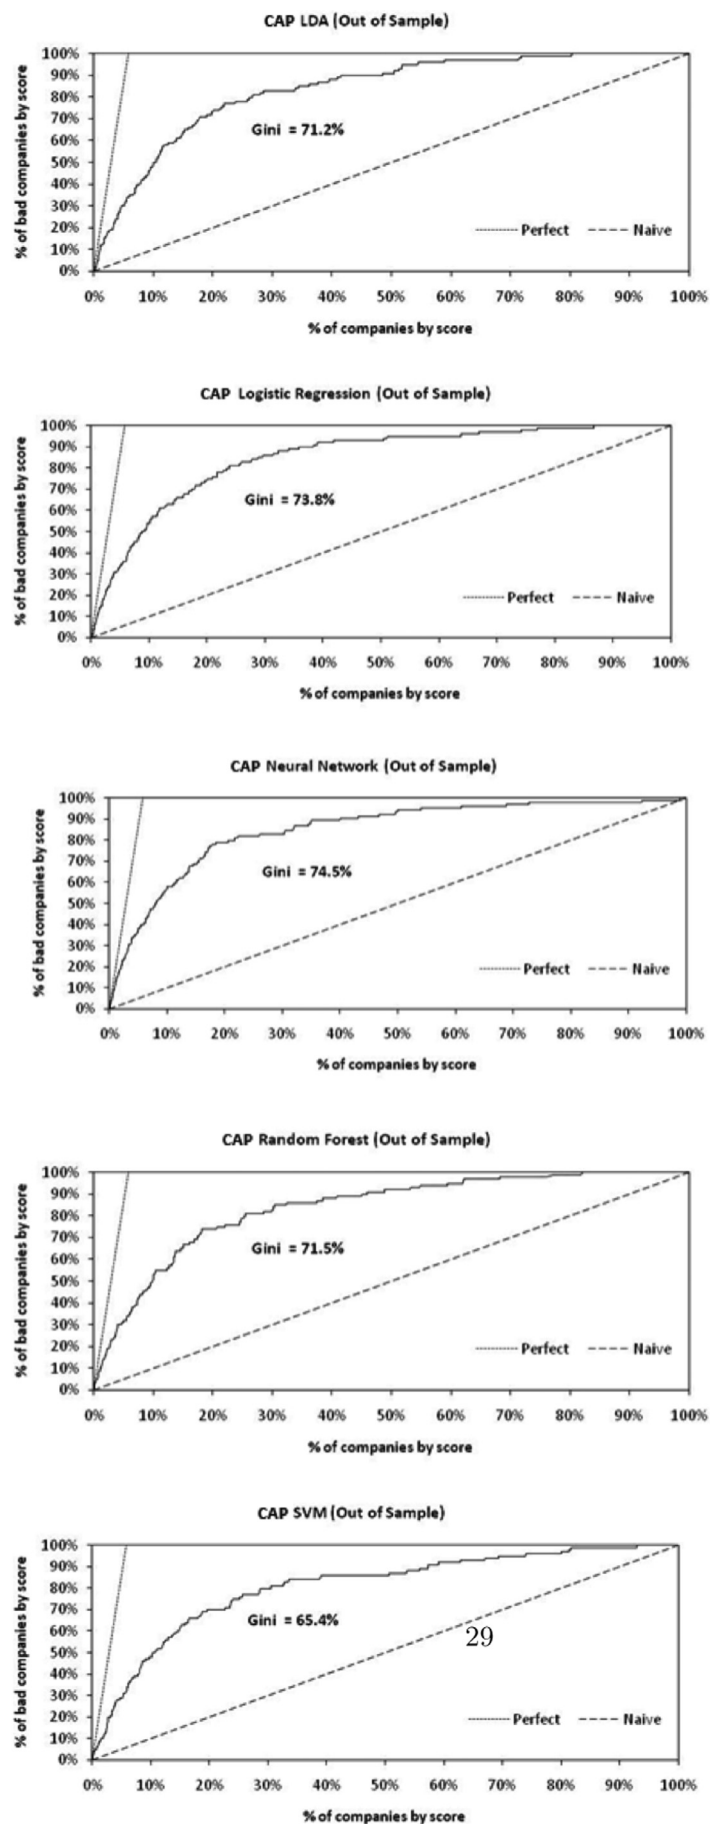 CAP LDA (Out of Sample)
% of bad companies by score
100%
90%
80%
70%
60%
50%
40%
30%
20%
10%
0%
Gini = 71.2%
Perfect Naive
0% 10% 20% 30% 40% 50% 60% 70% 80% 90% 100%
% of companies by score
CAP Logistic Regression (Out of Sample)
% of bad companies by score
100%
90%
80%
70%
60%
50%
40%
30%
20%
10%
0%
Gini = 73.8%
Perfect Naive
0% 10% 20% 30% 40% 50% 60% 70% 80% 90% 100%
% of companies by score
CAP Neural Network (Out of Sample)
% of bad companies by score
100%
90%
80%
70%
60%
50%
40%
30%
20%
10%
0%
Gini = 74.5%
Perfect Naive
0% 10% 20% 30% 40% 50% 60% 70% 80% 90% 100%
% of companies by score
CAP Random Forest (Out of Sample)
% of bad companies by score
100%
90%
80%
70%
60%
50%
40%
30%
20%
10%
0%
Gini = 71.5%
Perfect Naive
0% 10% 20% 30% 40% 50% 60% 70% 80% 90% 100%
% of companies by score
CAP SVM (Out of Sample)
% of bad companies by score
100%
90%
80%
70%
60%
50%
40%
30%
20%
10%
0%
Gini = 65.4%
29
Perfect Naive
0% 10% 20% 30% 40% 50% 60% 70% 80% 90% 100%
% of companies by score